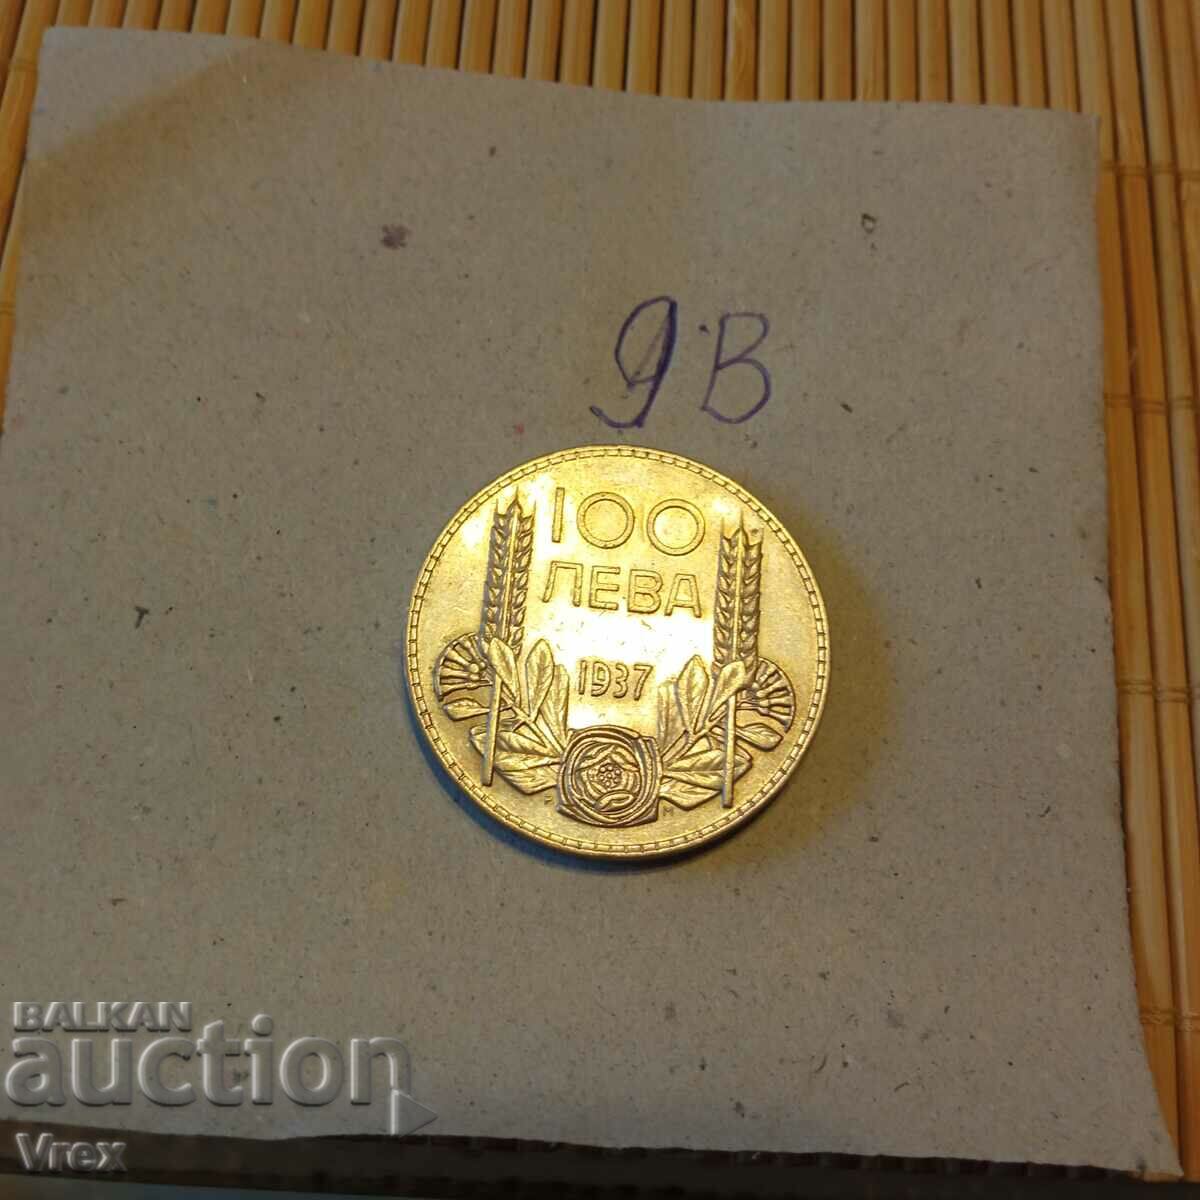 9B
100
ЛЕВА
1937
P M
BALKAN
auction
Vrex